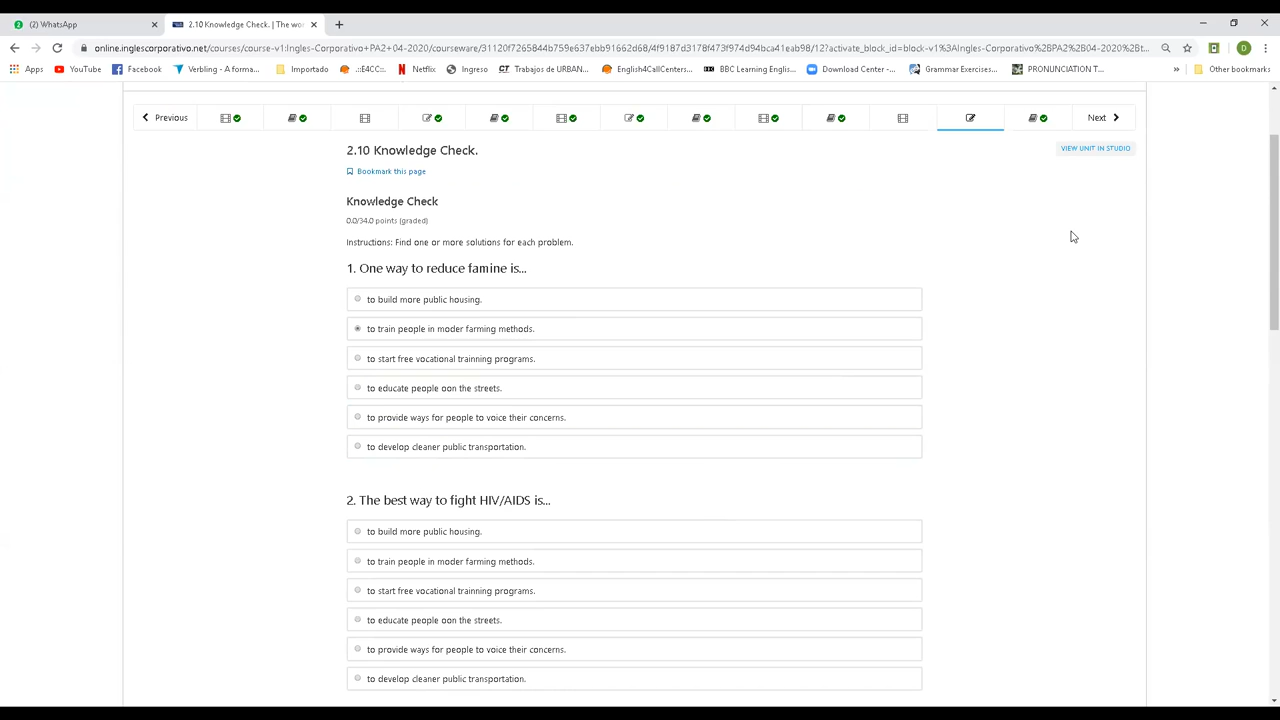 (2) WhatsApp
2.10 Knowledge Check. | The wo
online.inglescorporativo.net/courses/course-v1:Ingles-Corporativo+PA2+04-2020/courseware/31120f7265844b759e637ebb91662d68/4f9187d3178f473f974d94bca41eab98/12?activate_block_id=block-v1%3AIngles-Corporativo%2BPA2%2B04-2020%2Bt...
Apps YouTube Facebook Verbling - A forma... Importado .::E4CC::. Netflix Ingreso Trabajos de URBAN... English4CallCenters... BBC Learning Englis... Download Center -... Grammar Exercises... PRONUNCIATION T... » Other bookmarks
Previous Next
2.10 Knowledge Check.
VIEW UNIT IN STUDIO
Bookmark this page
Knowledge Check
0.0/34.0 points (graded)
Instructions: Find one or more solutions for each problem.
1. One way to reduce famine is...
to build more public housing.
to train people in moder farming methods.
to start free vocational trainning programs.
to educate people oon the streets.
to provide ways for people to voice their concerns.
to develop cleaner public transportation.
2. The best way to fight HIV/AIDS is...
to build more public housing.
to train people in moder farming methods.
to start free vocational trainning programs.
to educate people oon the streets.
to provide ways for people to voice their concerns.
to develop cleaner public transportation.